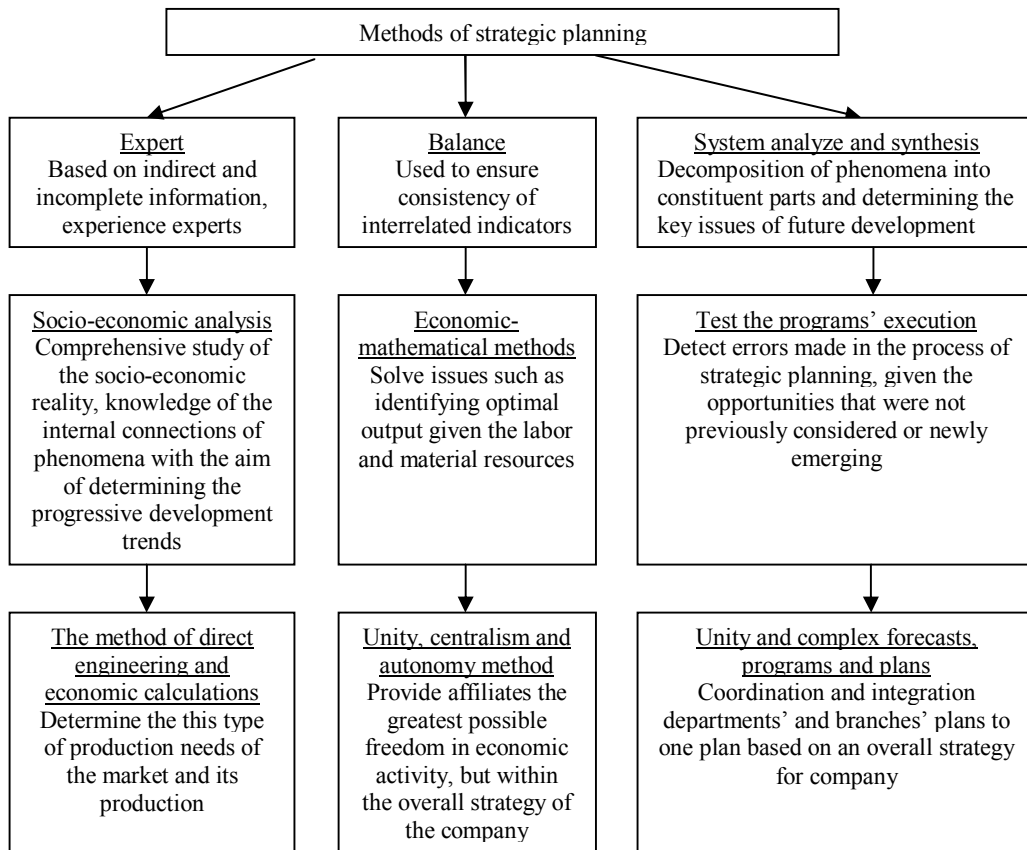 Methods of strategic planning
Expert
Based on indirect and
incomplete information,
experience experts
Balance
Used to ensure
consistency of
interrelated indicators
System analyze and synthesis
Decomposition of phenomena into
constituent parts and determining the
key issues of future development
Socio-economic analysis
Comprehensive study of
the socio-economic
reality, knowledge of the
internal connections of
phenomena with the aim
of determining the
progressive development
trends
Economic-
mathematical methods
Solve issues such as
identifying optimal
output given the labor
and material resources
Test the programs’ execution
Detect errors made in the process of
strategic planning, given the
opportunities that were not
previously considered or newly
emerging
The method of direct
engineering and
economic calculations
Determine the this type
of production needs of
the market and its
production
Unity, centralism and
autonomy method
Provide affiliates the
greatest possible
freedom in economic
activity, but within
the overall strategy of
the company
Unity and complex forecasts,
programs and plans
Coordination and integration
departments’ and branches’ plans to
one plan based on an overall strategy
for company